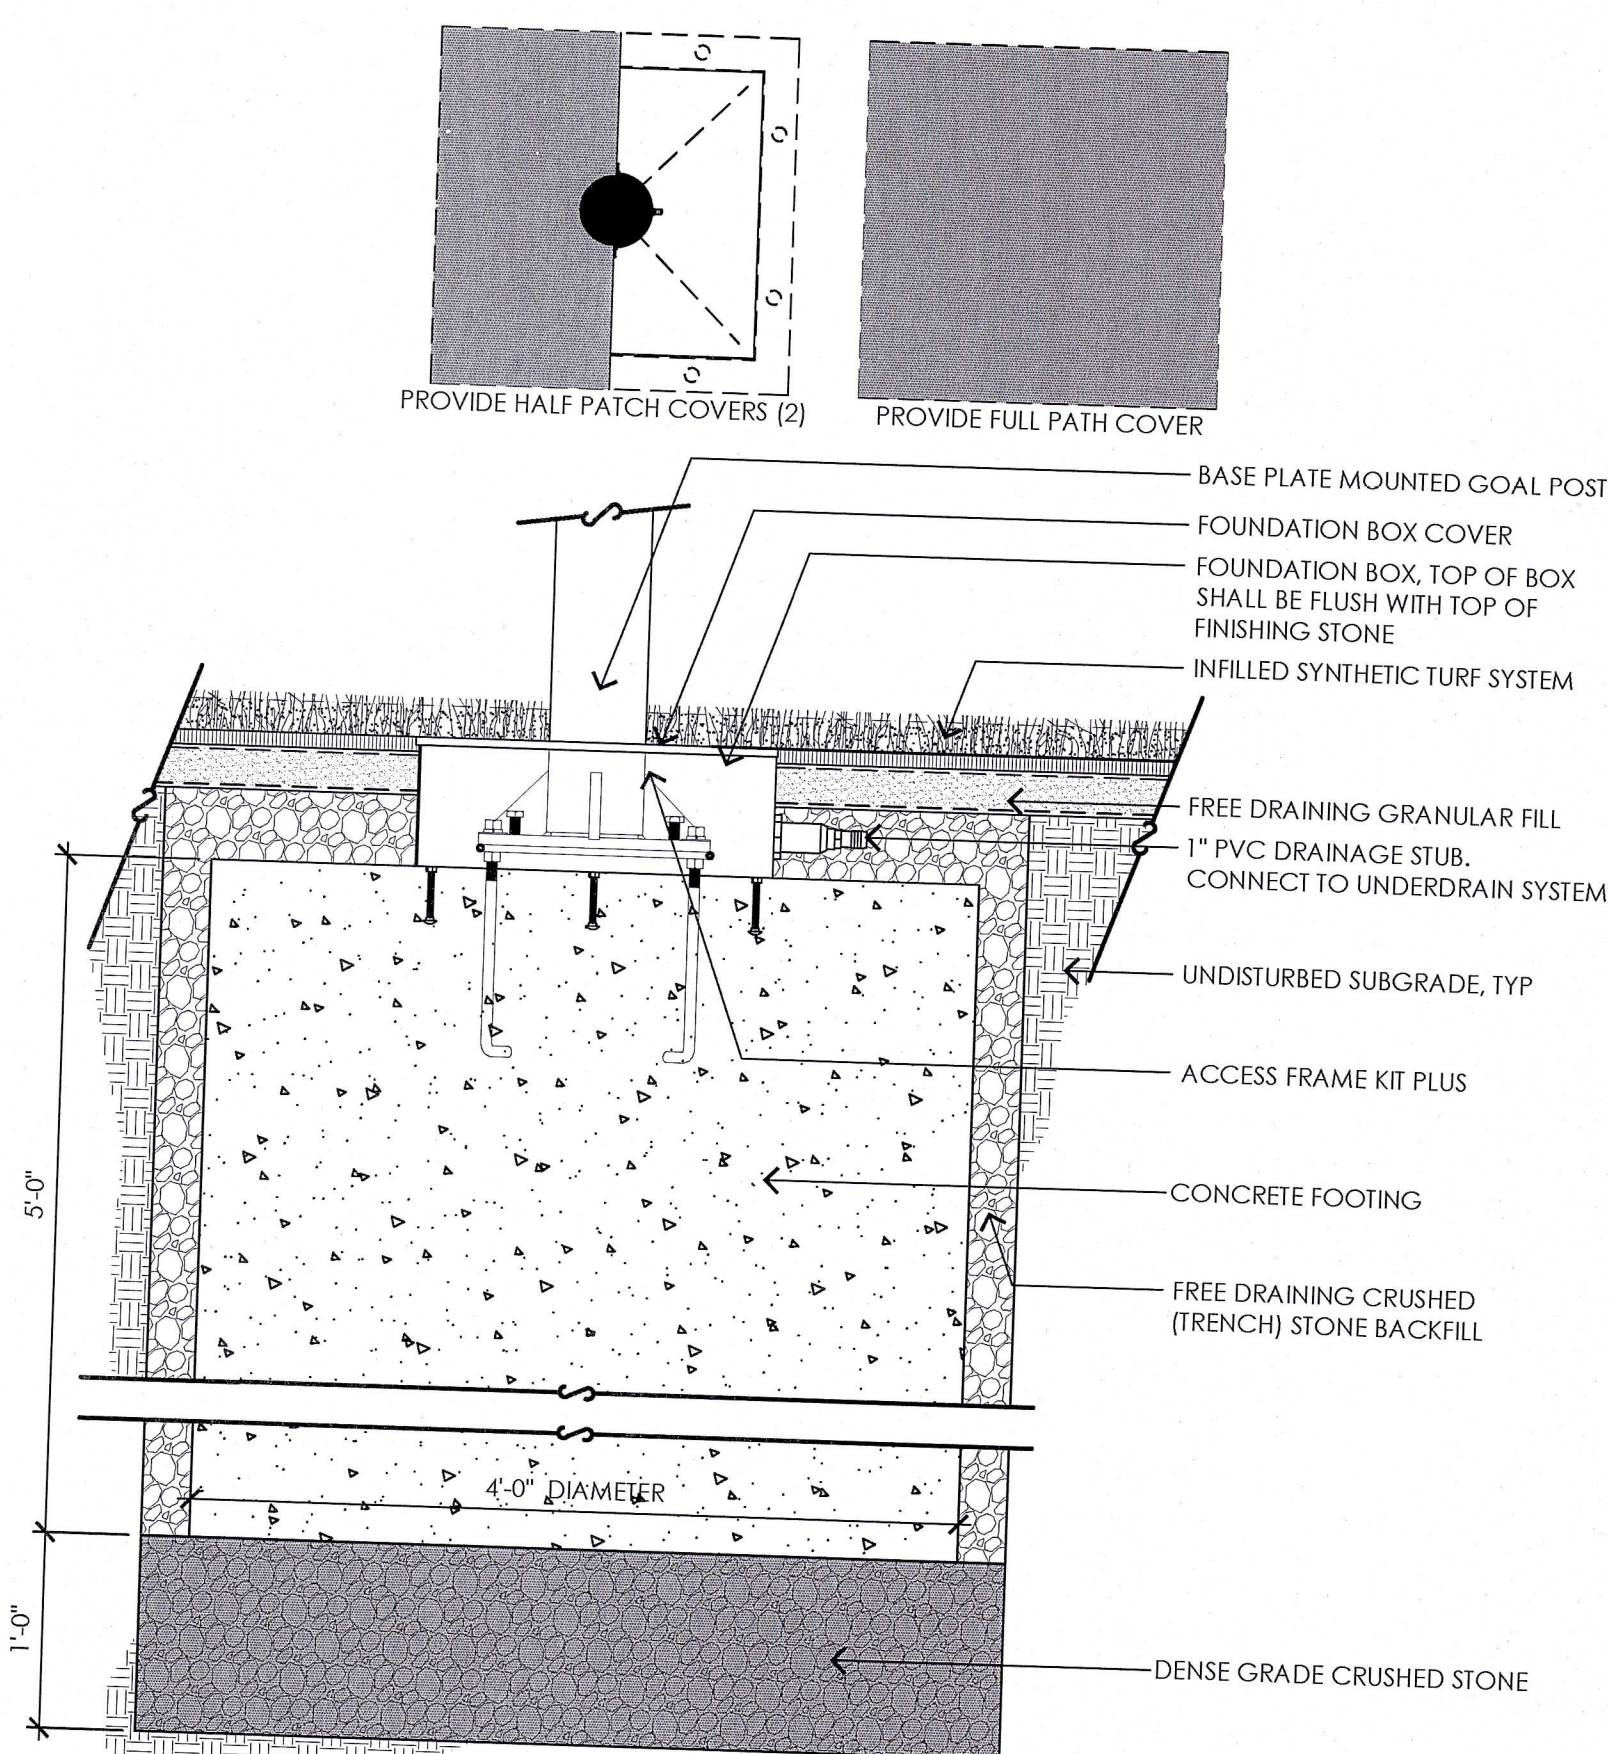 PROVIDE HALF PATCH COVERS (2)
PROVIDE FULL PATH COVER
BASE PLATE MOUNTED GOAL POST
FOUNDATION BOX COVER
FOUNDATION BOX, TOP OF BOX
SHALL BE FLUSH WITH TOP OF
FINISHING STONE
INFILLED SYNTHETIC TURF SYSTEM
FREE DRAINING GRANULAR FILL
1" PVC DRAINAGE STUB.
CONNECT TO UNDERDRAIN SYSTEM
UNDISTURBED SUBGRADE, TYP
ACCESS FRAME KIT PLUS
5'-0"
CONCRETE FOOTING
FREE DRAINING CRUSHED
(TRENCH) STONE BACKFILL
4'-0" DIAMETER
1'-0"
DENSE GRADE CRUSHED STONE